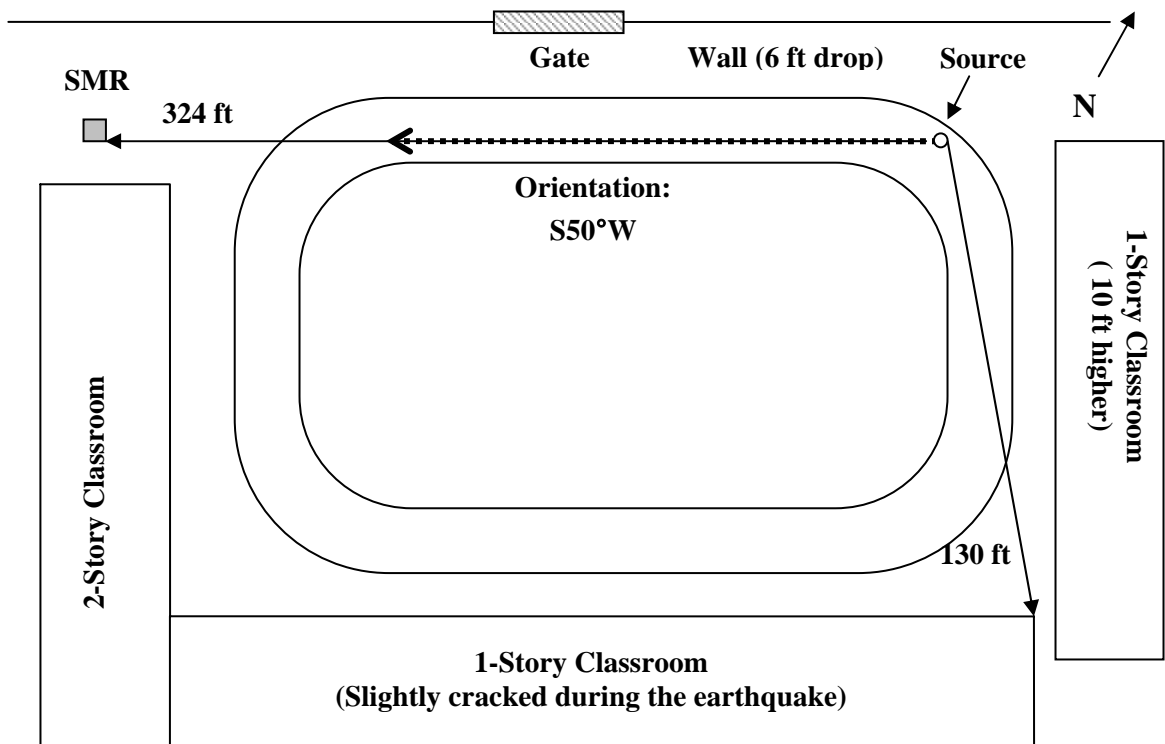 Gate
Wall (6 ft drop)
Source
SMR
324 ft
N
Orientation:
S50°W
1-Story Classroom
( 10 ft higher)
2-Story Classroom
130 ft
1-Story Classroom
(Slightly cracked during the earthquake)